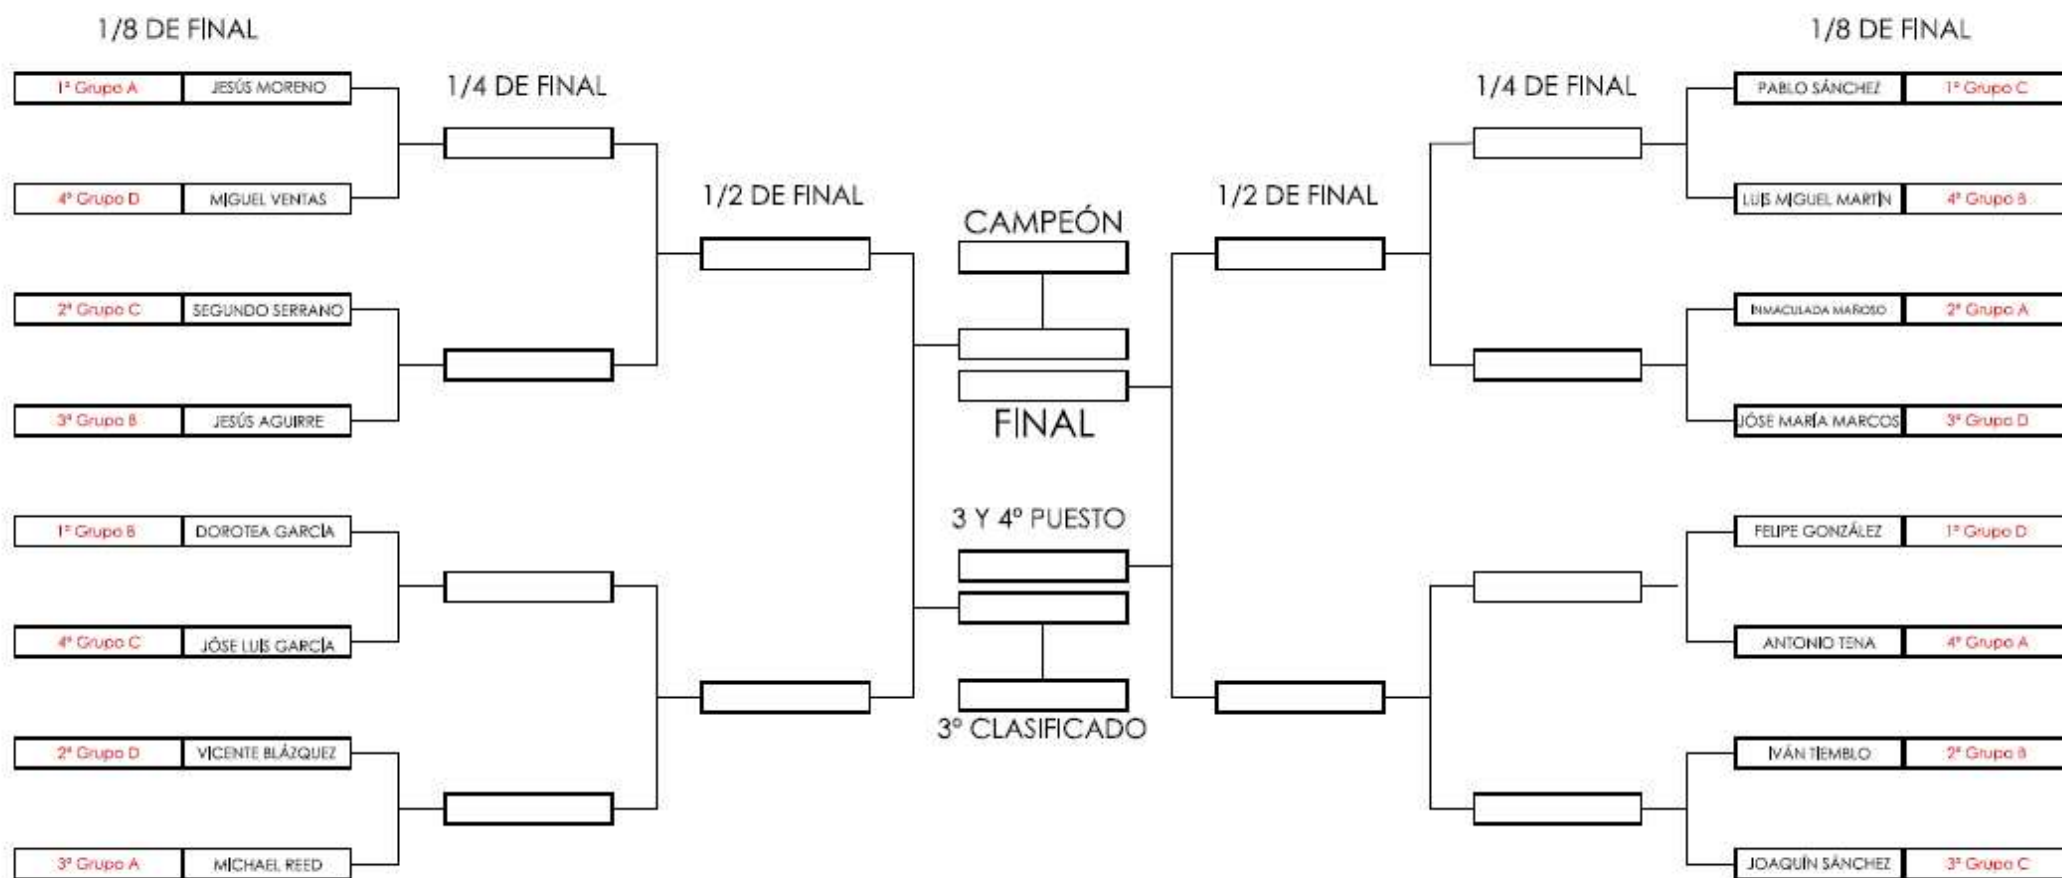 1/8 DE FINAL
1º Grupo A JESÚS MORENO
4º Grupo D MIGUEL VENTAS
2º Grupo C SEGUNDO SERRANO
3º Grupo B JESÚS AGUIRRE
1º Grupo B DOROTEA GARCÍA
4º Grupo C JÓSE LUIS GARCÍA
2º Grupo D VICENTE BLÁZQUEZ
3º Grupo A MICHAEL REED
1/4 DE FINAL
1/2 DE FINAL
CAMPEÓN
FINAL
3 Y 4º PUESTO
3º CLASIFICADO
1/2 DE FINAL
1/4 DE FINAL
1/8 DE FINAL
PABLO SÁNCHEZ 1º Grupo C
LUIS MIGUEL MARTÍN 4º Grupo B
INMACULADA MAÑOSO 2º Grupo A
JÓSE MARÍA MARCOS 3º Grupo D
FELIPE GONZÁLEZ 1º Grupo D
ANTONIO TENA 4º Grupo A
IVÁN TIEMBLO 2º Grupo B
JOAQUÍN SÁNCHEZ 3º Grupo C